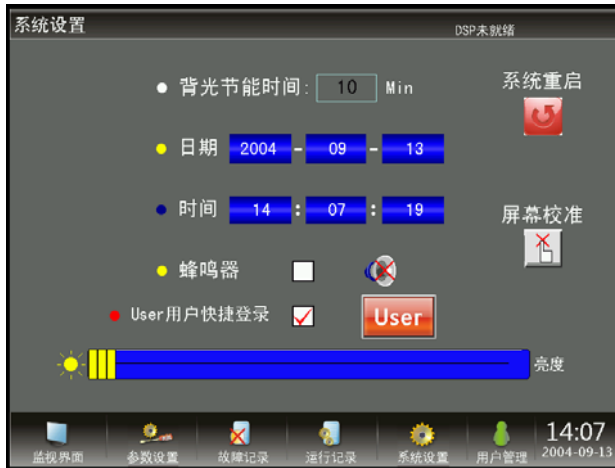 系统设置
DSP未就绪
背光节能时间: 10 Min
系统重启
日期 2004 - 09 - 13
时间 14 : 07 : 19
屏幕校准
蜂鸣器
User用户快捷登录
User
亮度
监视界面 参数设置 故障记录 运行记录 系统设置 用户管理
14:07
2004-09-13